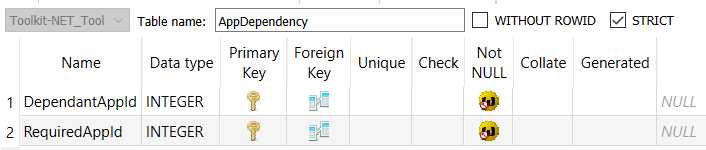 Toolkit-NET_Tool Table name: AppDependency WITHOUT ROWID STRICT
Name Data type Primary Key Foreign Key Unique Check Not NULL Collate Generated
1 DependantAppId INTEGER NULL
2 RequiredAppId INTEGER NULL